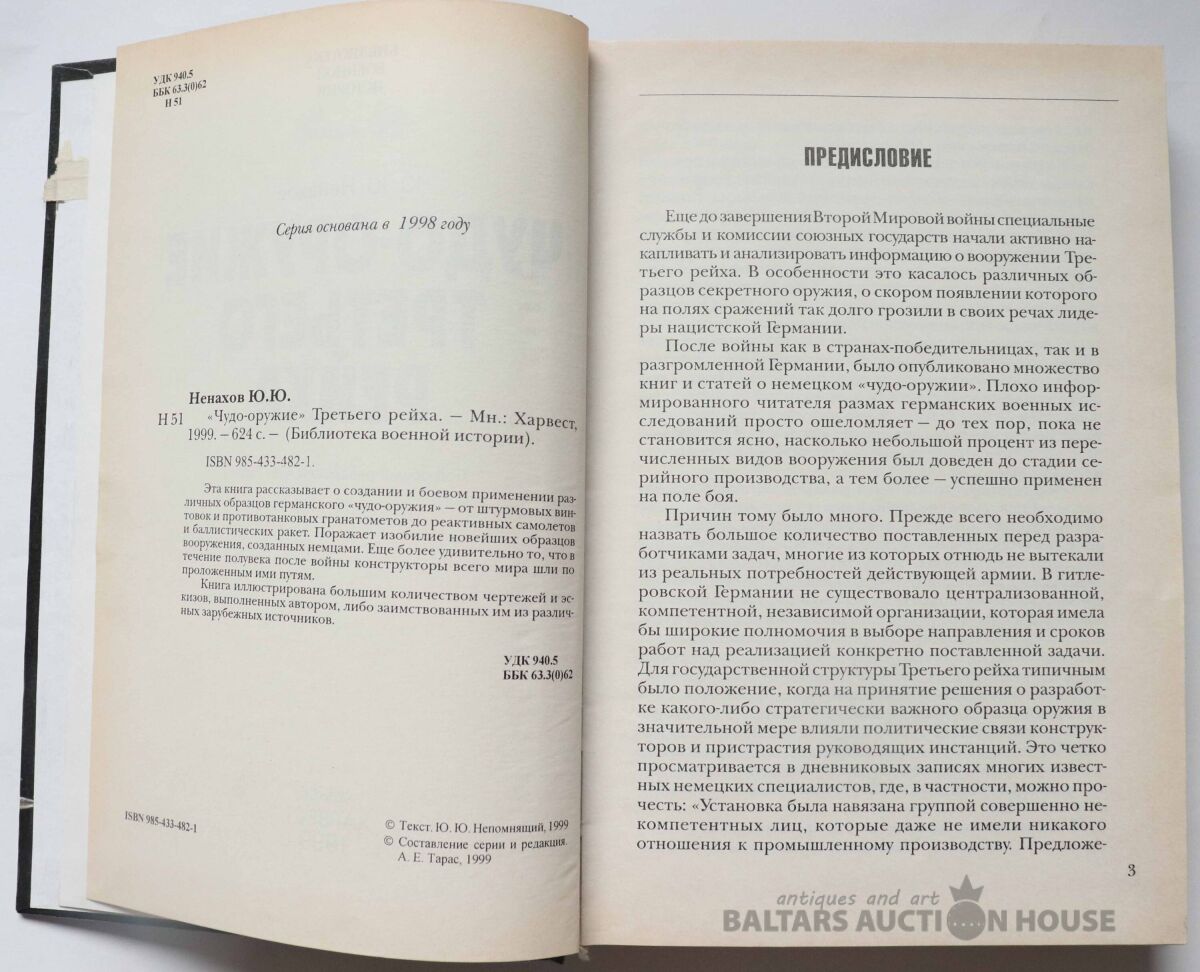 УДК 940.5
ББК 63.3(0)62
Н 51
Серия основана в 1998 году
Ненахов Ю.Ю.
Н 51 «Чудо-оружие» Третьего рейха. — Мн.: Харвест,
1999. – 624 с. – (Библиотека военной истории).
ISBN 985-433-482-1.
Эта книга рассказывает о создании и боевом применении раз-
личных образцов германского «чудо-оружия» — от штурмовых вин-
товок и противотанковых гранатометов до реактивных самолетов
и баллистических ракет. Поражает изобилие новейших образцов
вооружения, созданных немцами. Еще более удивительно то, что в
течение полувека после войны конструкторы всего мира шли по
проложенным ими путям.
Книга иллюстрирована большим количеством чертежей и эс-
кизов, выполненных автором, либо заимствованных им из различ-
ных зарубежных источников.
УДК 940.5
ББК 63.3(0)62
ISBN 985-433-482-1
© Текст. Ю. Ю. Непомнящий, 1999
© Составление серии и редакция.
А. Е. Тарас, 1999
ПРЕДИСЛОВИЕ
Еще до завершения Второй Мировой войны специальные
службы и комиссии союзных государств начали активно на-
капливать и анализировать информацию о вооружении Тре-
тьего рейха. В особенности это касалось различных об-
разцов секретного оружия, о скором появлении которого
на полях сражений так долго грозили в своих речах лиде-
ры нацистской Германии.
После войны как в странах-победительницах, так и в
разгромленной Германии, было опубликовано множество
книг и статей о немецком «чудо-оружии». Плохо инфор-
мированного читателя размах германских военных ис-
следований просто ошеломляет — до тех пор, пока не
становится ясно, насколько небольшой процент из пере-
численных видов вооружения был доведен до стадии се-
рийного производства, а тем более — успешно применен
на поле боя.
Причин тому было много. Прежде всего необходимо
назвать большое количество поставленных перед разра-
ботчиками задач, многие из которых отнюдь не вытекали
из реальных потребностей действующей армии. В гитле-
ровской Германии не существовало централизованной,
компетентной, независимой организации, которая имела
бы широкие полномочия в выборе направления и сроков
работ над реализацией конкретно поставленной задачи.
Для государственной структуры Третьего рейха типичным
было положение, когда на принятие решения о разработ-
ке какого-либо стратегически важного образца оружия в
значительной мере влияли политические связи конструк-
торов и пристрастия руководящих инстанций. Это четко
просматривается в дневниковых записях многих извест-
ных немецких специалистов, где, в частности, можно про-
честь: «Установка была навязана группой совершенно не-
компетентных лиц, которые даже не имели никакого
отношения к промышленному производству. Предложе-
3
antiques and art
BALTARS AUCTION HOUSE